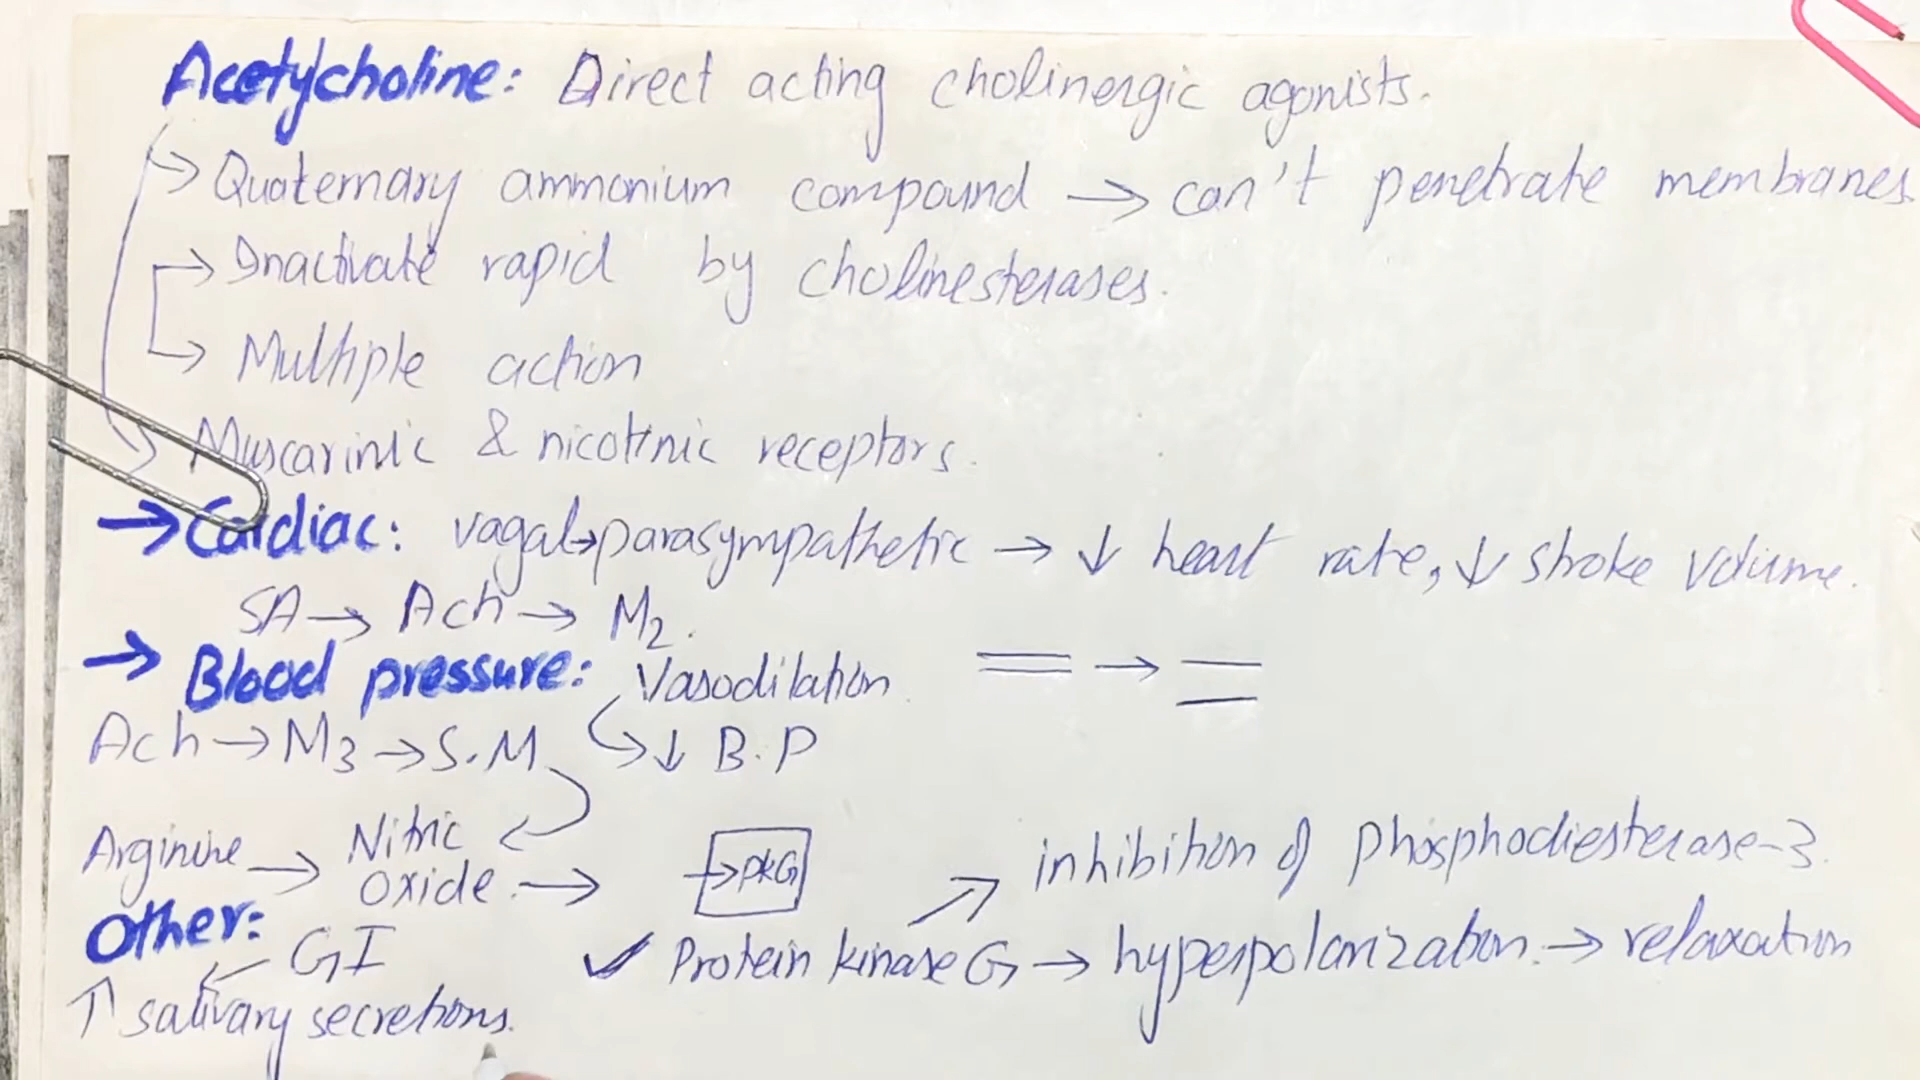 Acetylcholine: Direct acting cholinergic agonists.
→ Quaternary ammonium compound → can't penetrate membranes.
→ Inactivate rapid by cholinesterases.
→ Multiple action
→ Muscarinic & nicotinic receptors.
→ Cardiac: vagal→parasympathetic → ↓ heart rate, ↓ stroke volume.
SA → Ach → M2.
→ Blood pressure: Vasodilation
Ach → M3 → S.M ↓ B.P
Arginine → Nitric oxide. → → PKG
inhibition of phosphodiesterase-3.
✓ Protein kinase G → hyperpolarization. → relaxation
Other: GI
↑ salivary secretions.